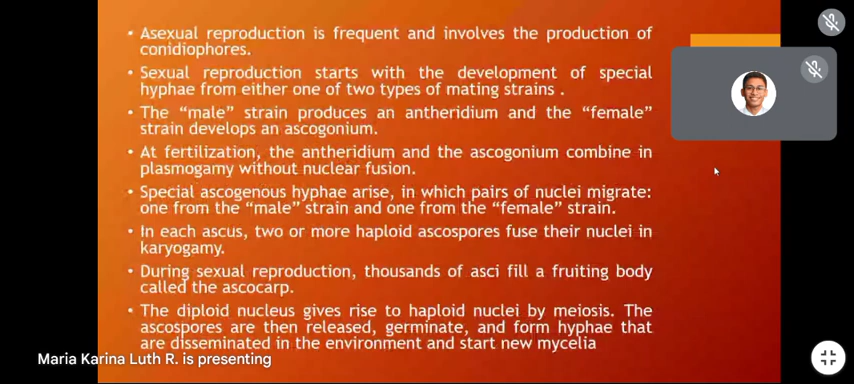 • Asexual reproduction is frequent and involves the production of
conidiophores.
• Sexual reproduction starts with the development of special
hyphae from either one of two types of mating strains .
• The “male” strain produces an antheridium and the “female”
strain develops an ascogonium.
• At fertilization, the antheridium and the ascogonium combine in
plasmogamy without nuclear fusion.
• Special ascogenous hyphae arise, in which pairs of nuclei migrate:
one from the “male” strain and one from the “female” strain.
• In each ascus, two or more haploid ascospores fuse their nuclei in
karyogamy.
• During sexual reproduction, thousands of asci fill a fruiting body
called the ascocarp.
• The diploid nucleus gives rise to haploid nuclei by meiosis. The
ascospores are then released, germinate, and form hyphae that
are disseminated in the environment and start new mycelia
Maria Karina Luth R. is presenting